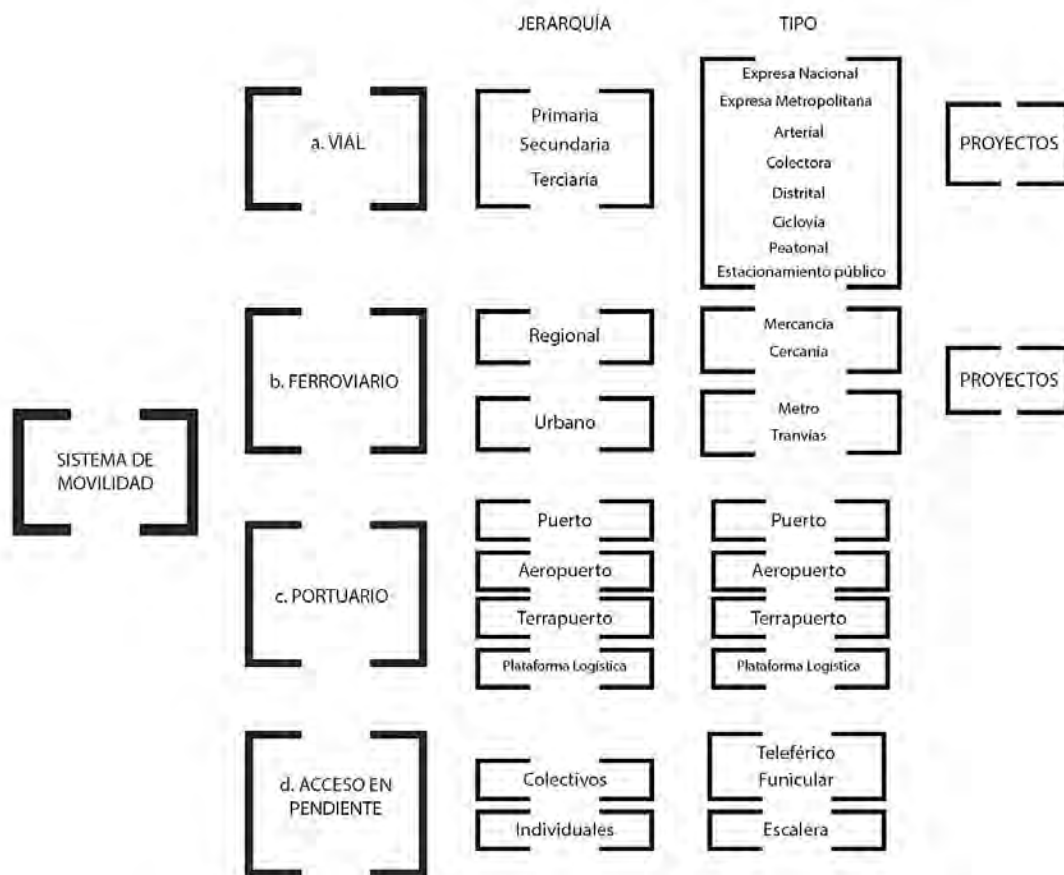 JERARQUÍA
TIPO
a. VIAL
Primaria
Secundaria
Terciaria
Expresa Nacional
Expresa Metropolitana
Arterial
Colectora
Distrital
Ciclovía
Peatonal
Estacionamiento público
PROYECTOS
SISTEMA DE
MOVILIDAD
b. FERROVIARIO
Regional
Urbano
Mercancía
Cercanía
Metro
Tranvías
PROYECTOS
c. PORTUARIO
Puerto
Aeropuerto
Terrapuerto
Plataforma Logística
Puerto
Aeropuerto
Terrapuerto
Plataforma Logística
d. ACCESO EN
PENDIENTE
Colectivos
Individuales
Teleférico
Funicular
Escalera